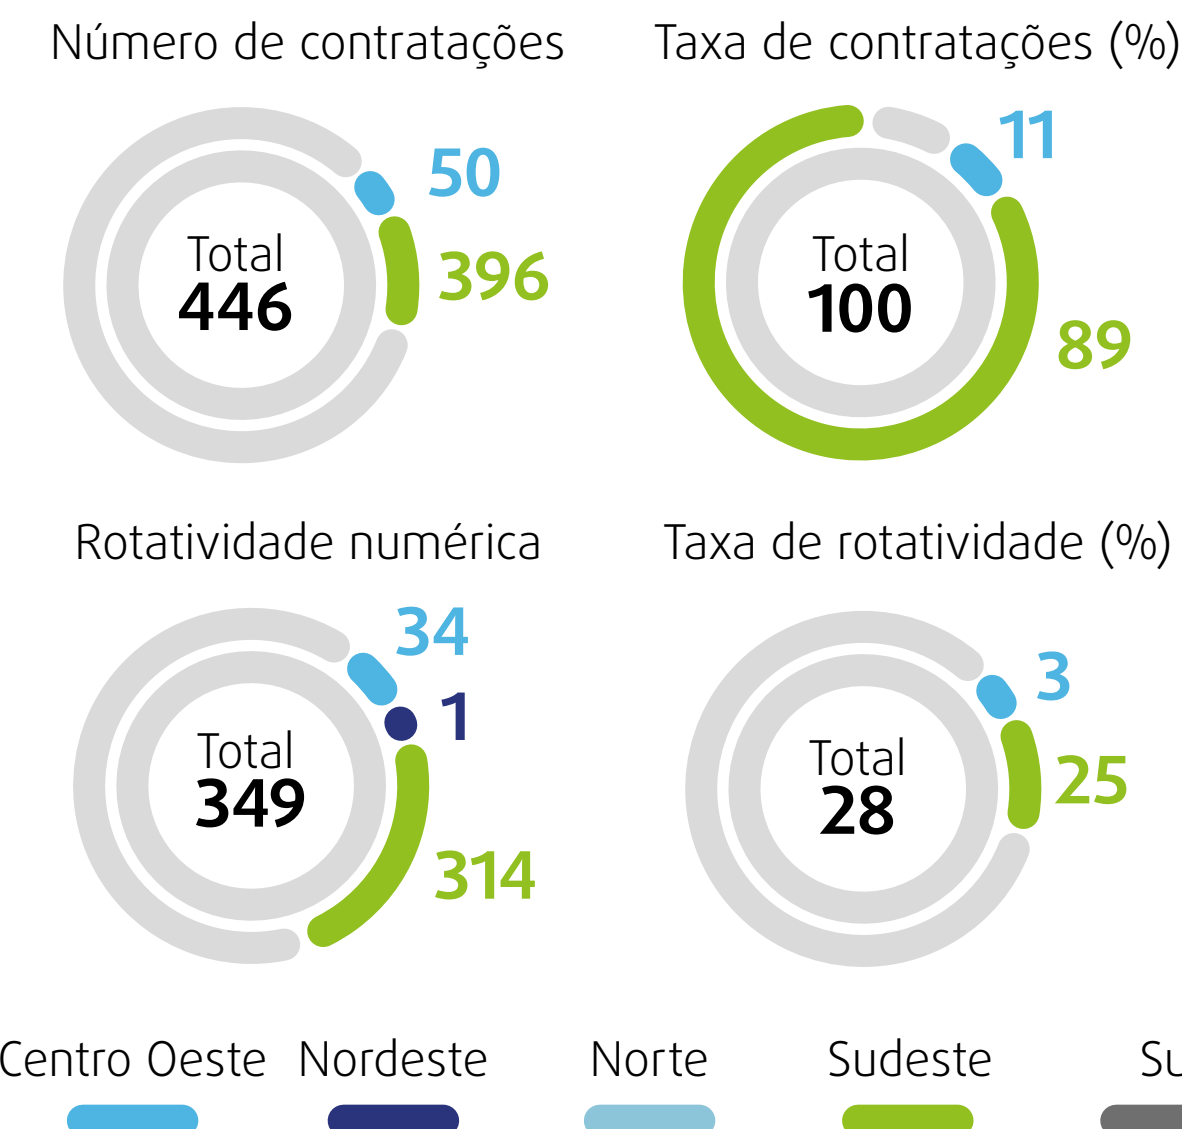 Número de contratações
50
396
Total
446
Taxa de contratações (%)
11
89
Total
100
Rotatividade numérica
34
1
314
Total
349
Taxa de rotatividade (%)
3
25
Total
28
Centro Oeste
Nordeste
Norte
Sudeste